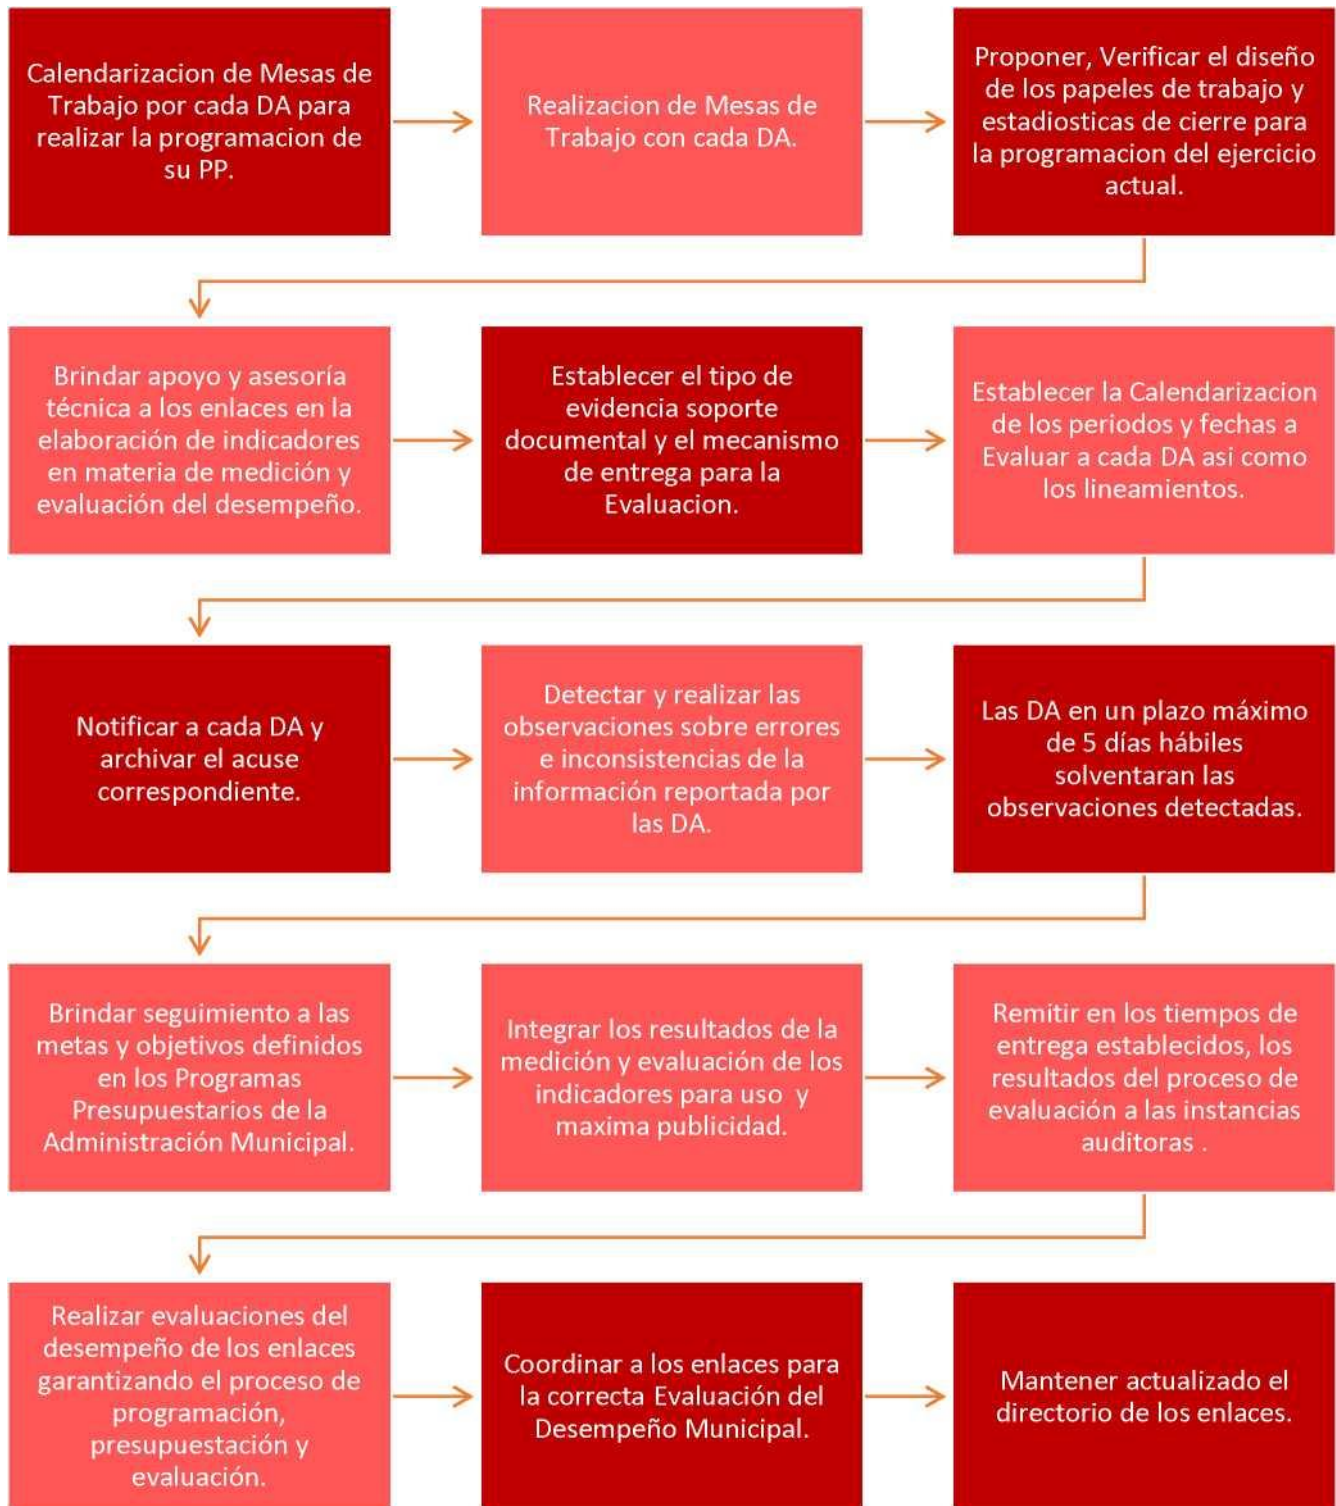 Calendarizacion de Mesas de
Trabajo por cada DA para
realizar la programacion de
su PP.
Realizacion de Mesas de
Trabajo con cada DA.
Proponer, Verificar el diseño
de los papeles de trabajo y
estadiosticas de cierre para
la programacion del ejercicio
actual.
Brindar apoyo y asesoría
técnica a los enlaces en la
elaboración de indicadores
en materia de medición y
evaluación del desempeño.
Establecer el tipo de
evidencia soporte
documental y el mecanismo
de entrega para la
Evaluacion.
Establecer la Calendarizacion
de los periodos y fechas a
Evaluar a cada DA asi como
los lineamientos.
Notificar a cada DA y
archivar el acuse
correspondiente.
Detectar y realizar las
observaciones sobre errores
e inconsistencias de la
información reportada por
las DA.
Las DA en un plazo máximo
de 5 días hábiles
solventaran las
observaciones detectadas.
Brindar seguimiento a las
metas y objetivos definidos
en los Programas
Presupuestarios de la
Administración Municipal.
Integrar los resultados de la
medición y evaluación de los
indicadores para uso y
maxima publicidad.
Remitir en los tiempos de
entrega establecidos, los
resultados del proceso de
evaluación a las instancias
auditoras .
Realizar evaluaciones del
desempeño de los enlaces
garantizando el proceso de
programación,
presupuestación y
evaluación.
Coordinar a los enlaces para
la correcta Evaluación del
Desempeño Municipal.
Mantener actualizado el
directorio de los enlaces.